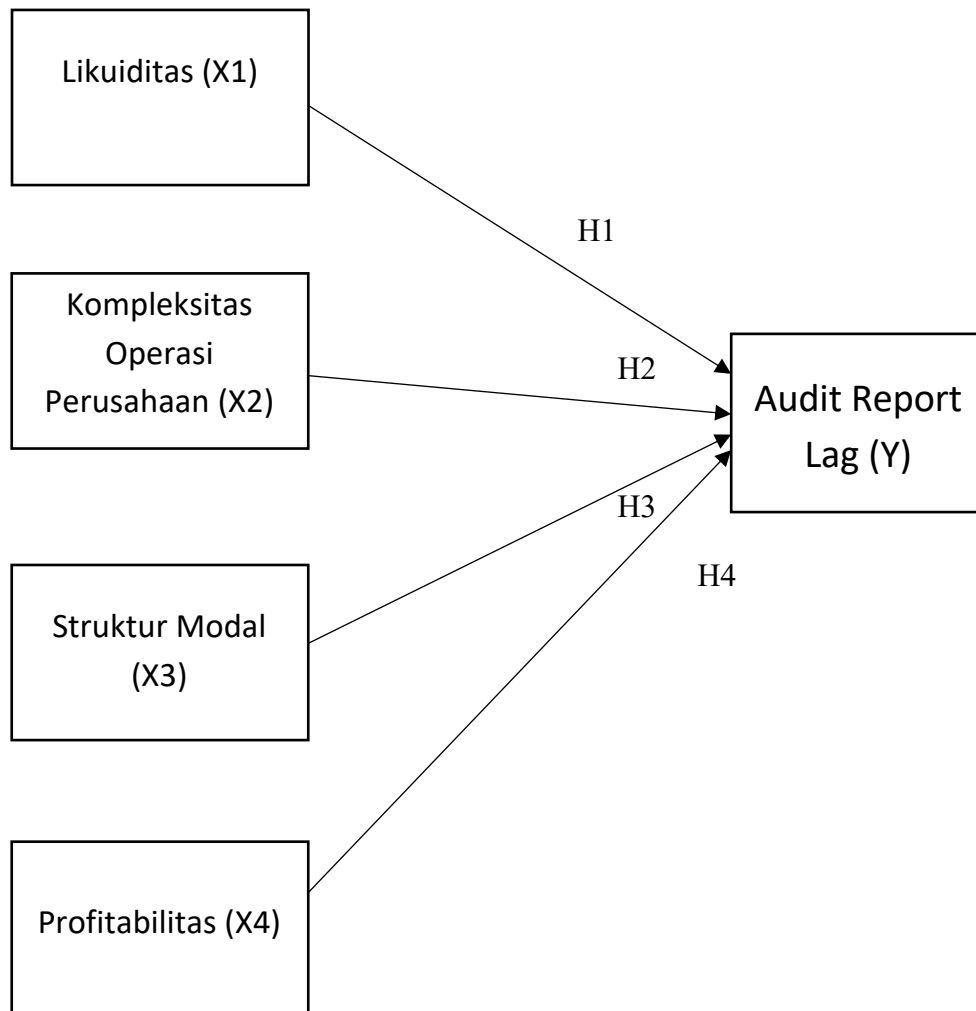 Likuiditas (X1)
H1
Kompleksitas
Operasi
Perusahaan (X2)
H2
Audit Report
Lag (Y)
H3
H4
Struktur Modal
(X3)
Profitabilitas (X4)